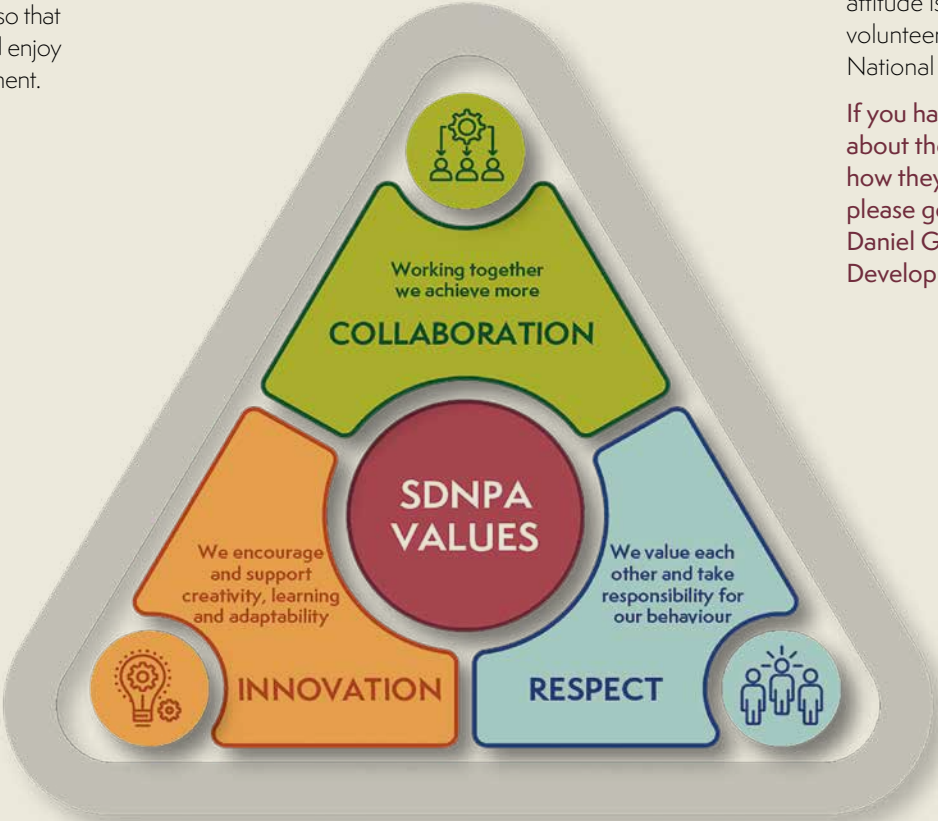 so that
enjoy
attitude is
volunteer
National
If you ha
about the
how they
please g
Daniel G
Develop
Working together
we achieve more
COLLABORATION
SDNPA
VALUES
We encourage
and support
creativity, learning
and adaptability
INNOVATION
We value each
other and take
responsibility for
our behaviour
RESPECT